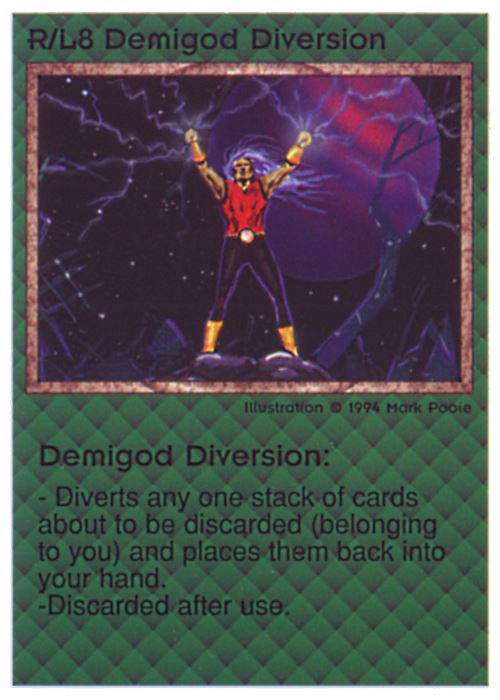 R/L8 Demigod Diversion
Illustration © 1994 Mark Poole
Demigod Diversion:
- Diverts any one stack of cards
about to be discarded (belonging
to you) and places them back into
your hand.
-Discarded after use.